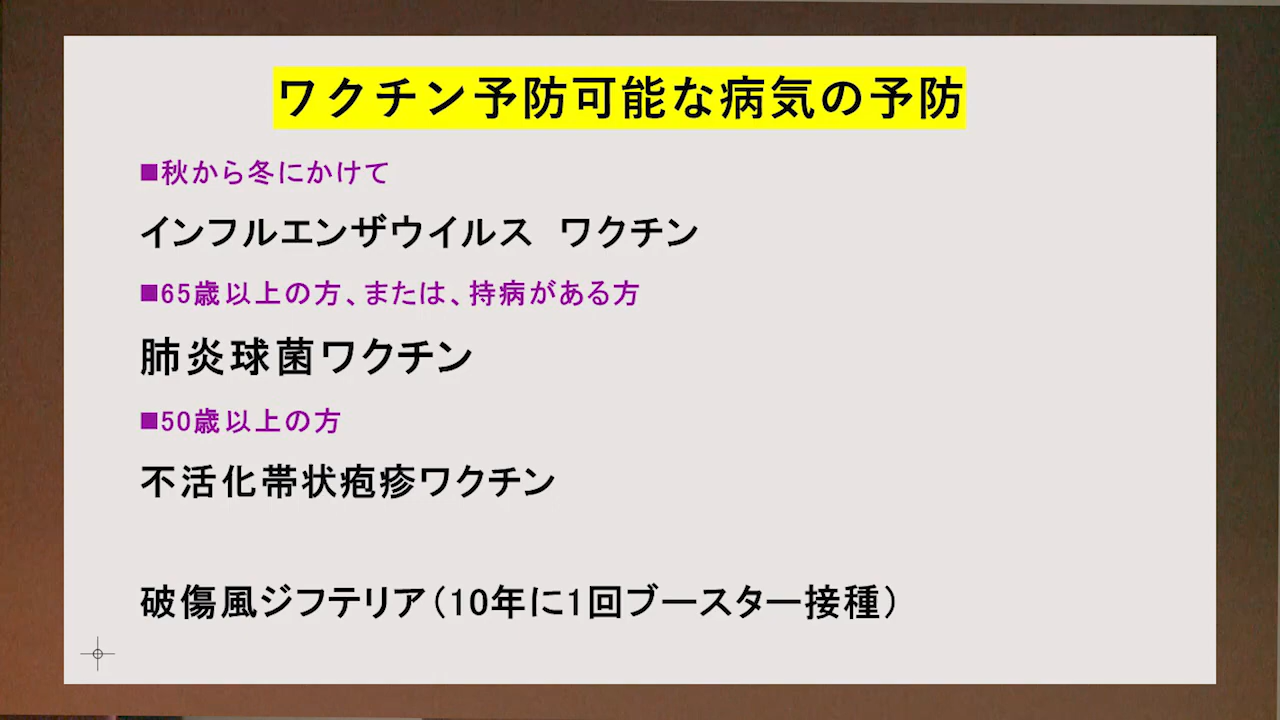 ワクチン予防可能な病気の予防
■秋から冬にかけて
インフルエンザウイルス ワクチン
■65歳以上の方、または、持病がある方
肺炎球菌ワクチン
■50歳以上の方
不活化帯状疱疹ワクチン
破傷風ジフテリア(10年に1回ブースター接種)